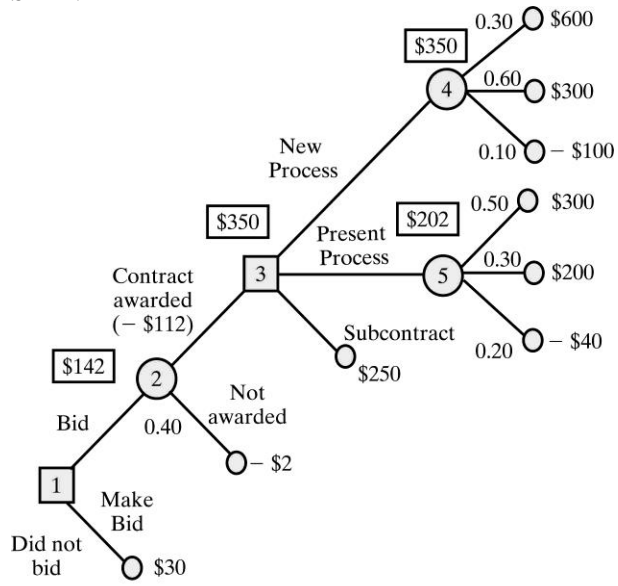 0.30
$600
$350
4
0.60
$300
0.10
– $100
New
Process
0.50
$300
$350
$202
Present
Process
0.30
3
5
$200
Contract
awarded
(– $112)
Subcontract
0.20
– $40
$250
$142
2
Not
awarded
Bid
0.40
– $2
1
Make
Bid
Did not
bid
$30